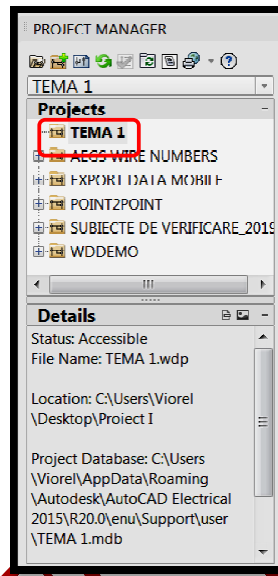 PROJECT MANAGER
TEMA 1
Projects
TEMA 1
AEGS WIRE NUMBERS
EXPORT DATA MOBILE
POINT2POINT
SUBIECTE DE VERIFICARE_2019
WDDEMO
Details
Status: Accessible
File Name: TEMA 1.wdp
Location: C:\Users\Viorel
\Desktop\Proiect I
Project Database: C:\Users
\Viorel\AppData\Roaming
\Autodesk\AutoCAD Electrical
2015\R20.0\enu\Support\user
\TEMA 1.mdb